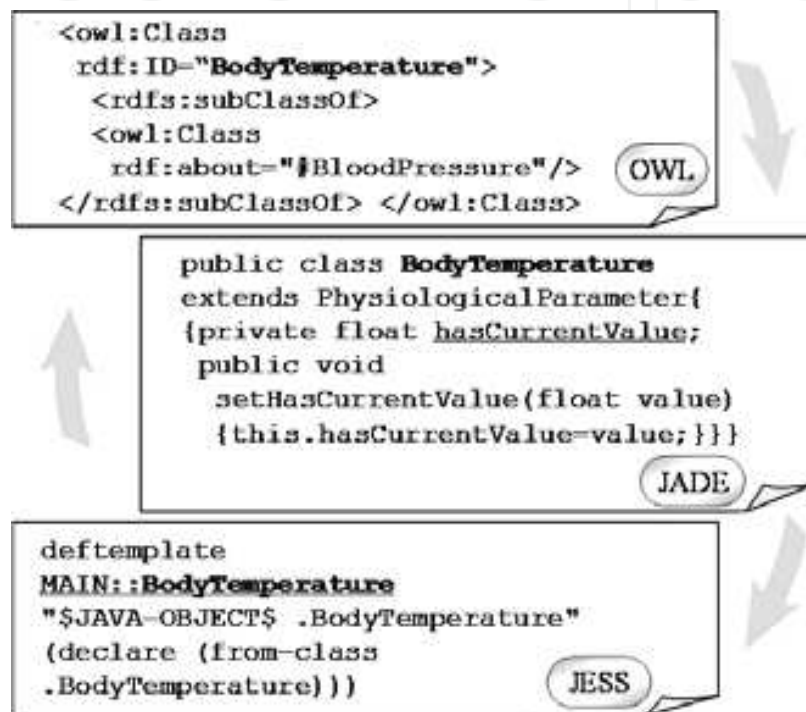 <owl:Class
rdf:ID="BodyTemperature">
<rdfs:subClassOf>
<owl:Class
rdf:about="#BloodPressure"/>
OWL
</rdfs:subClassOf> </owl:Class>
public class BodyTemperature
extends PhysiologicalParameter{
{private float hasCurrentValue;
public void
setHasCurrentValue(float value)
{this.hasCurrentValue=value;}}}
JADE
deftemplate
MAIN::BodyTemperature
"$JAVA-OBJECT$ .BodyTemperature"
(declare (from-class
.BodyTemperature)))
JESS